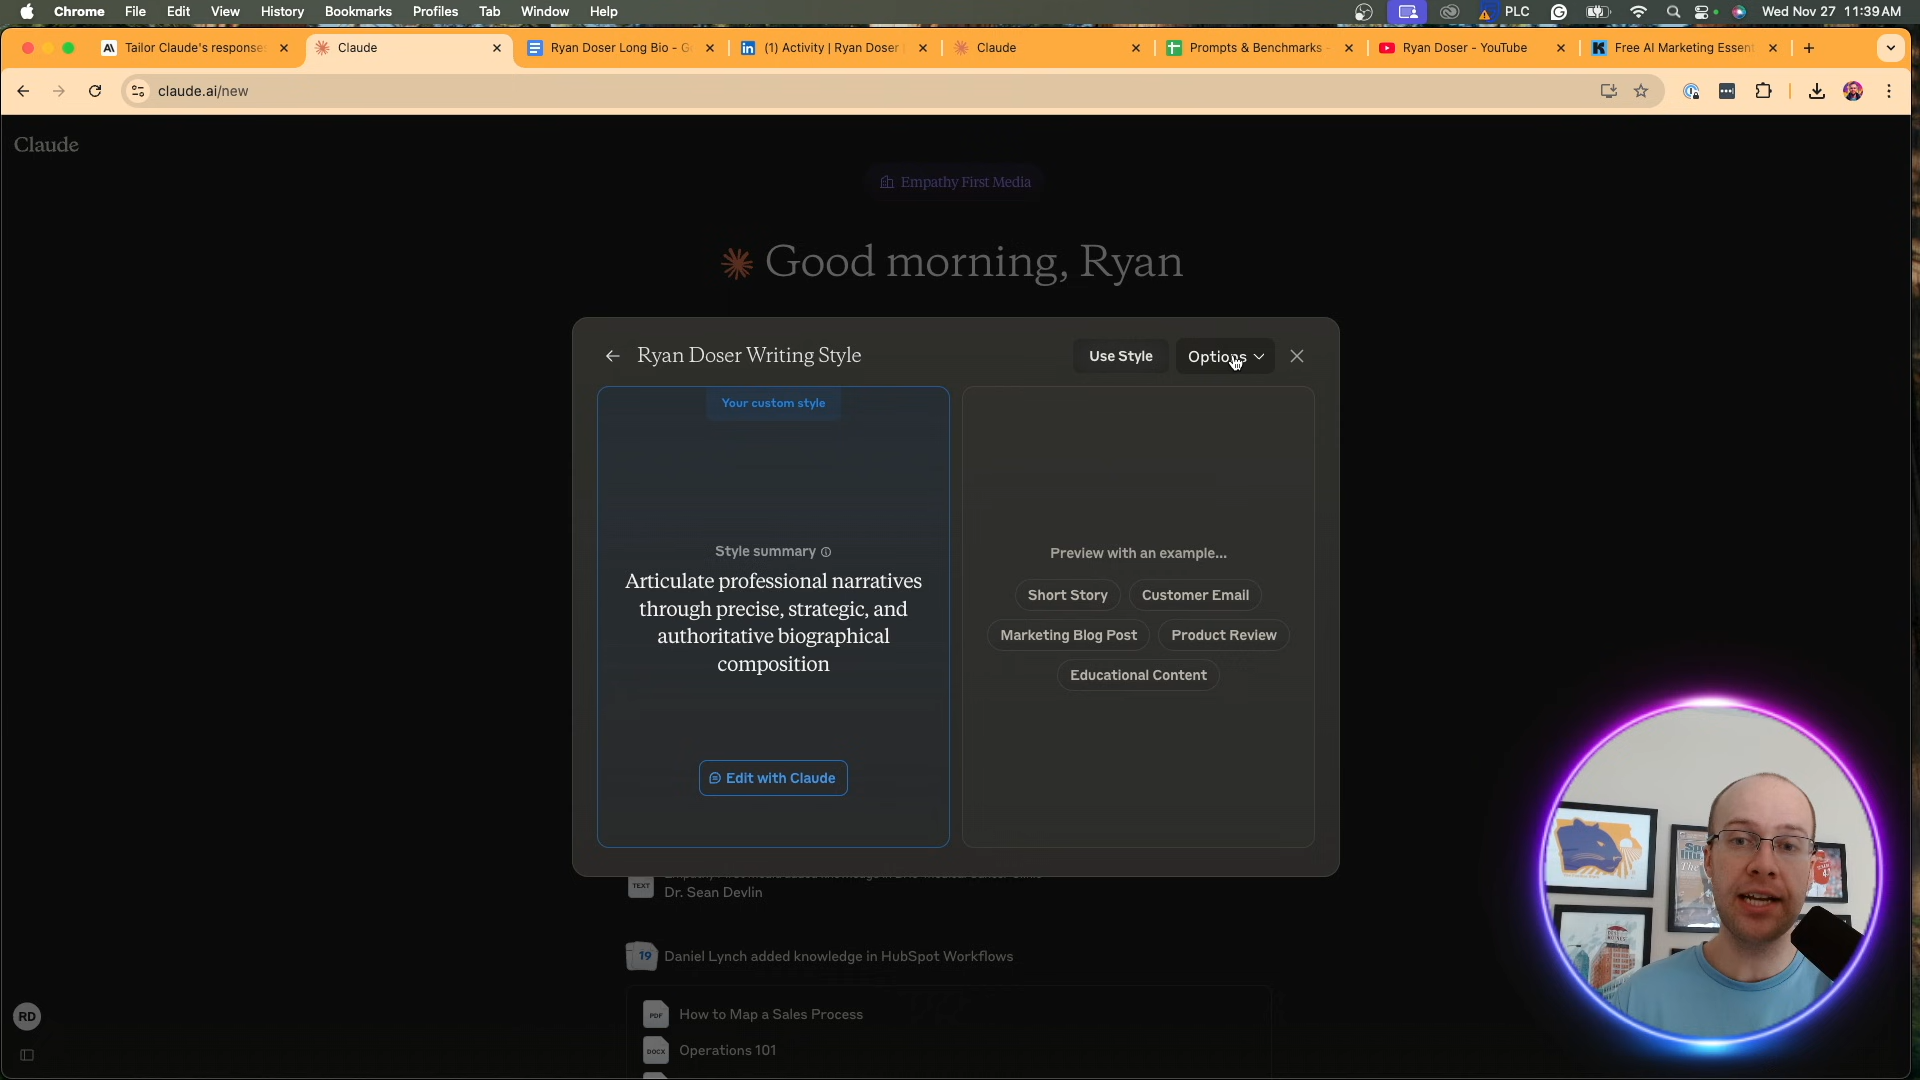 Chrome File Edit View History Bookmarks Profiles Tab Window Help PLC Wed Nov 27 11:39 AM
Tailor Claude's response Claude Ryan Doser Long Bio - G (1) Activity | Ryan Doser Claude Prompts & Benchmarks - Ryan Doser - YouTube Free AI Marketing Essent
claude.ai/new
Claude
Empathy First Media
Good morning, Ryan
Ryan Doser Writing Style Use Style Options
Your custom style
Style summary
Articulate professional narratives
through precise, strategic, and
authoritative biographical
composition
Edit with Claude
Preview with an example...
Short Story Customer Email
Marketing Blog Post Product Review
Educational Content
TEXT
Dr. Sean Devlin
19 Daniel Lynch added knowledge in HubSpot Workflows
PDF How to Map a Sales Process
DOCX Operations 101
RD